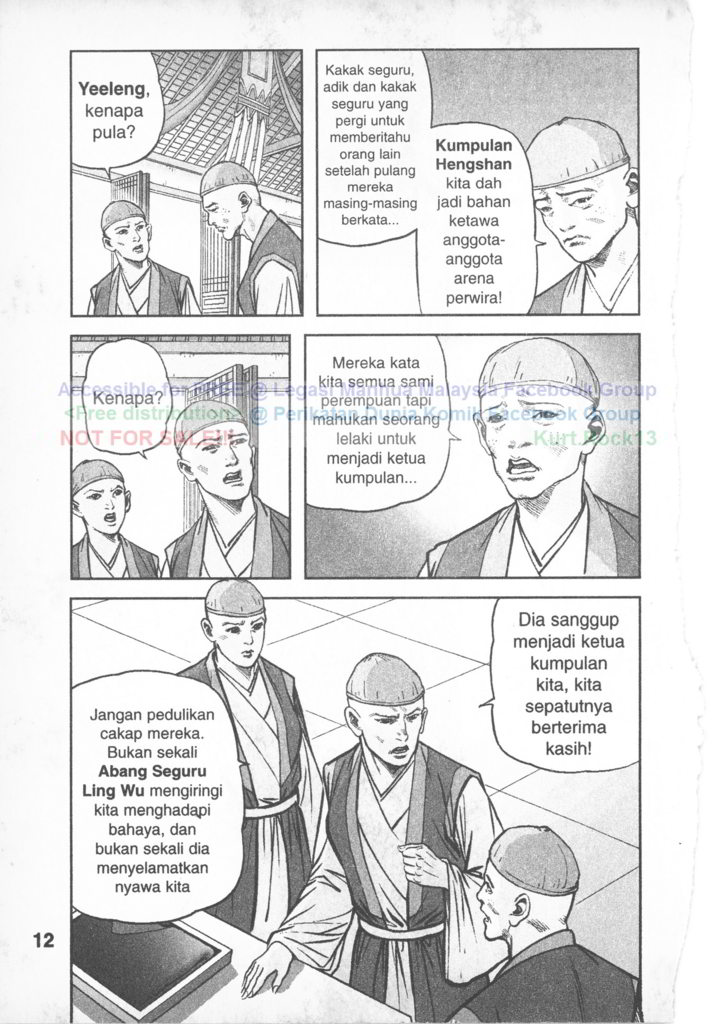 Yeeleng,
kenapa
pula?
Kakak seguru,
adik dan kakak
seguru yang
pergi untuk
memberitahu
orang lain
setelah pulang
mereka
masing-masing
berkata...
Kumpulan
Hengshan
kita dah
jadi bahan
ketawa
anggota-
anggota
arena
perwira!
Kenapa?
Mereka kata
kita semua sami
perempuan tapi
mahukan seorang
lelaki untuk
menjadi ketua
kumpulan...
Accessible for FREE @ Legasi Manhua Malaysia Facebook Group
<Free distribution> @ Perikatan Dunia Komik Facebook Group
NOT FOR SALE!!!
Kurt Rock13
Dia sanggup
menjadi ketua
kumpulan
kita, kita
sepatutnya
berterima
kasih!
Jangan pedulikan
cakap mereka.
Bukan sekali
Abang Seguru
Ling Wu mengiringi
kita menghadapi
bahaya, dan
bukan sekali dia
menyelamatkan
nyawa kita
12